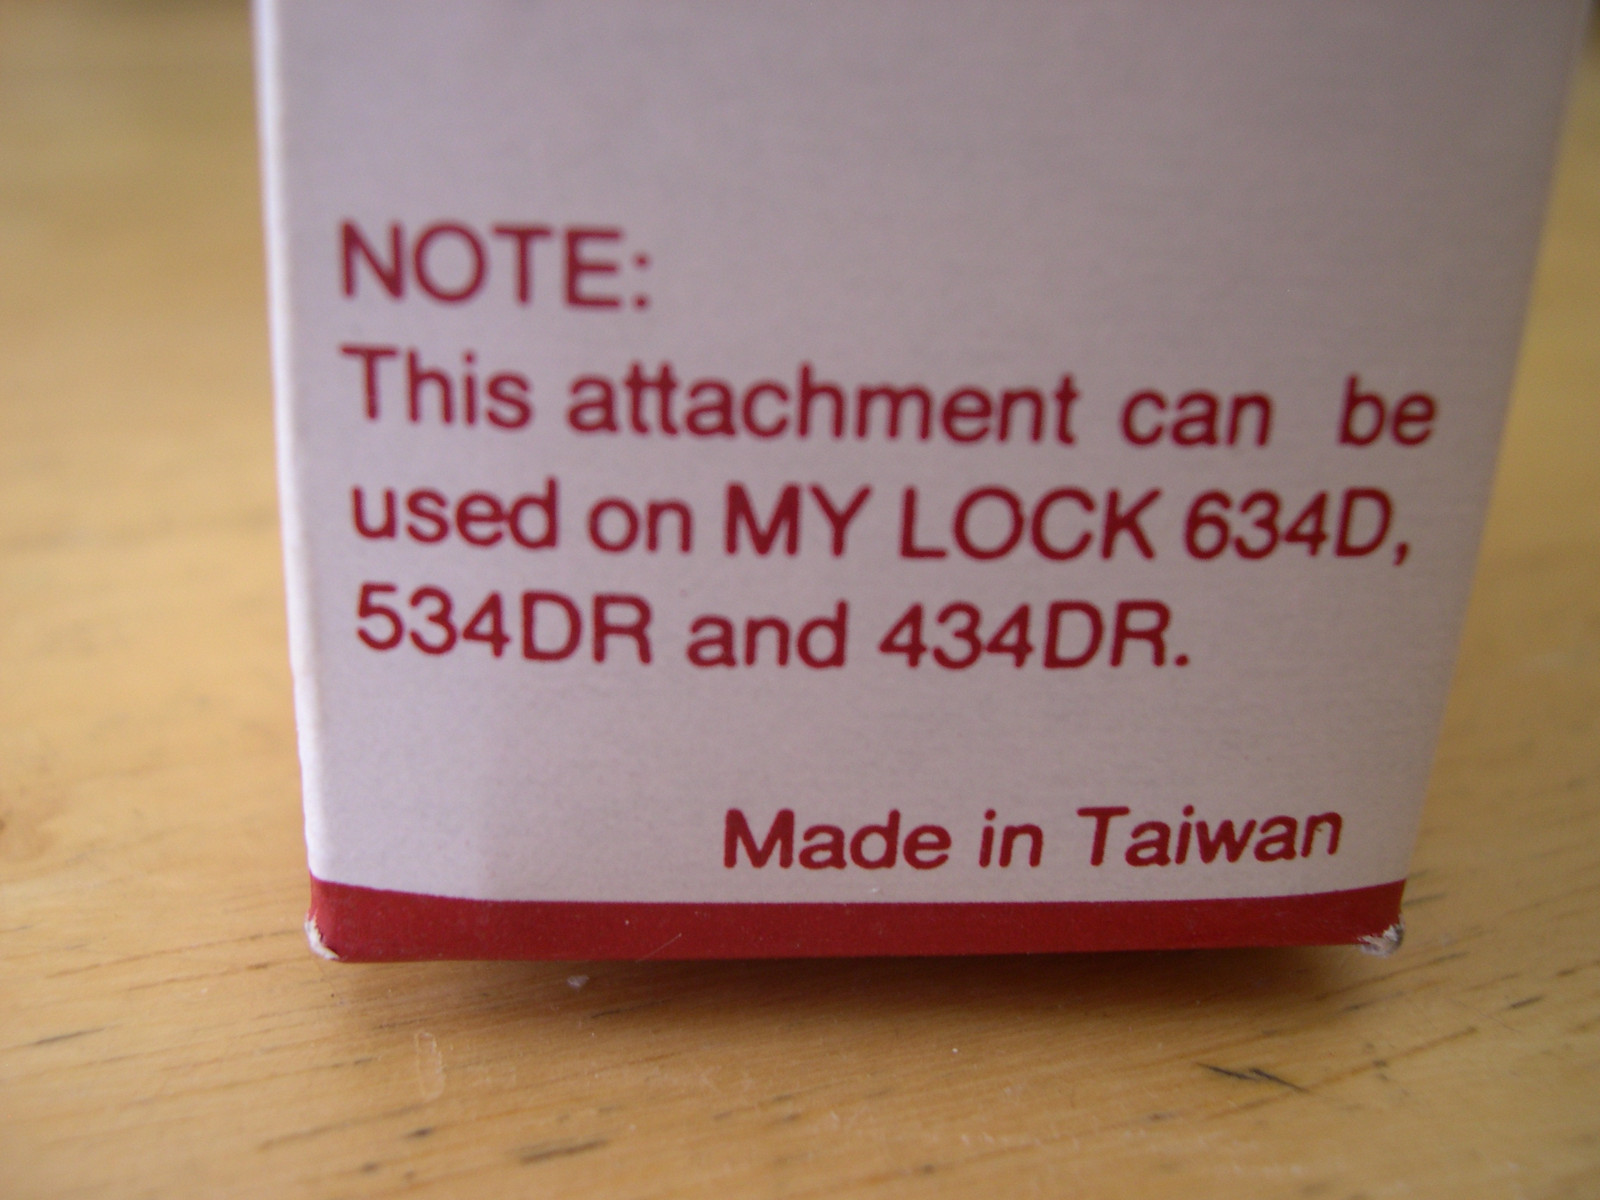 NOTE:
This attachment can be
used on MY LOCK 634D,
534DR and 434DR.
Made in Taiwan